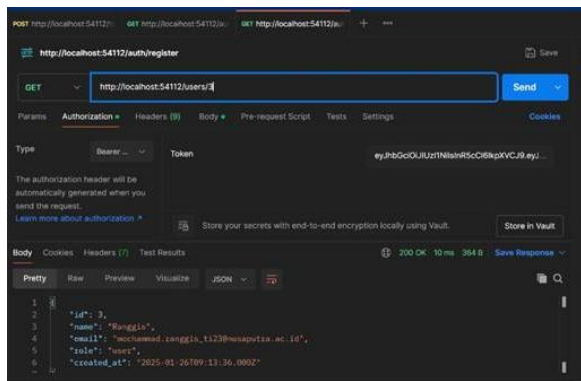 POST http://localhost:54112/ GET http://localhost:54112/au GET http://localhost:54112/au + •••
http://localhost:54112/auth/register Save
GET http://localhost:54112/users/3 Send
Params Authorization Headers (9) Body Pre-request Script Tests Settings Cookies
Type Bearer ... Token
The authorization header will be
automatically generated when you
send the request.
Learn more about authorization ↗
Store your secrets with end-to-end encryption locally using Vault. Store in Vault
Body Cookies Headers (7) Test Results 200 OK 10 ms 364 B Save Response
Pretty Raw Preview Visualize JSON
1 {
2 "id": 3,
3 "name": "Ranggis",
4 "email": "mochammad.ranggis_ti23@nusaputra.ac.id",
5 "role": "user",
6 "created_at": "2025-01-26T09:13:36.000Z"